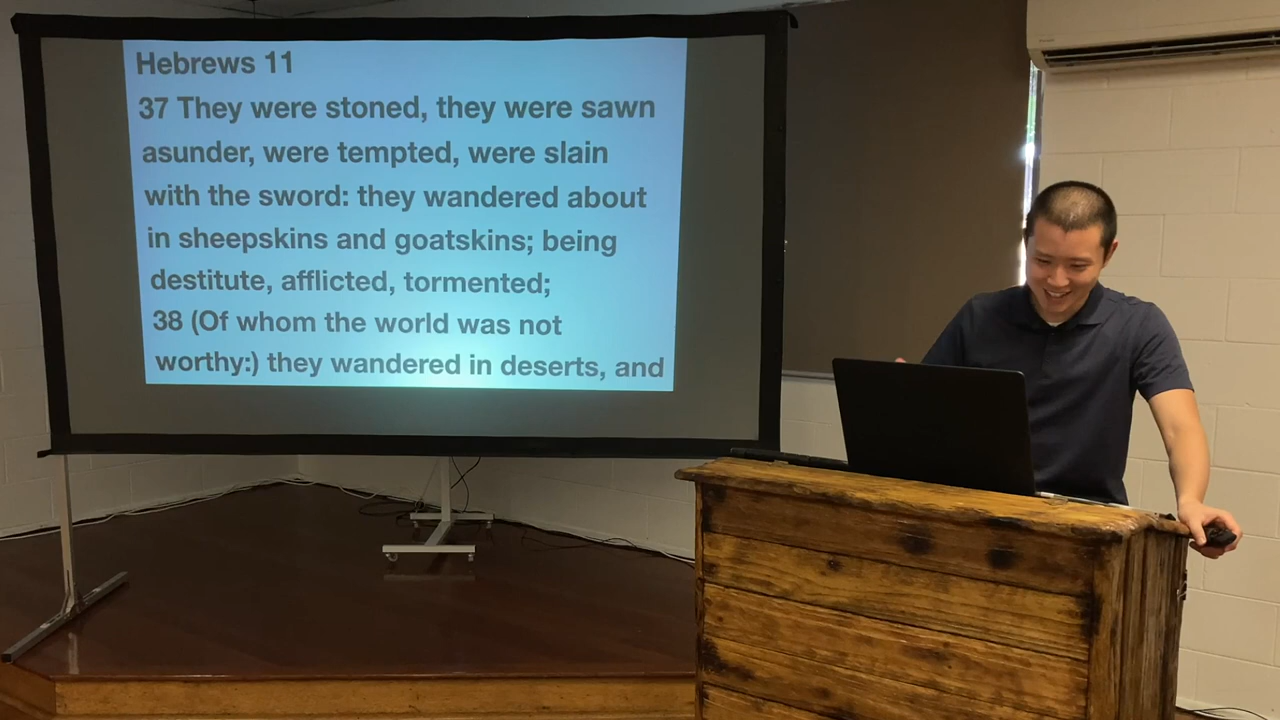 Hebrews 11
37 They were stoned, they were sawn
asunder, were tempted, were slain
with the sword: they wandered about
in sheepskins and goatskins; being
destitute, afflicted, tormented;
38 (Of whom the world was not
worthy:) they wandered in deserts, and